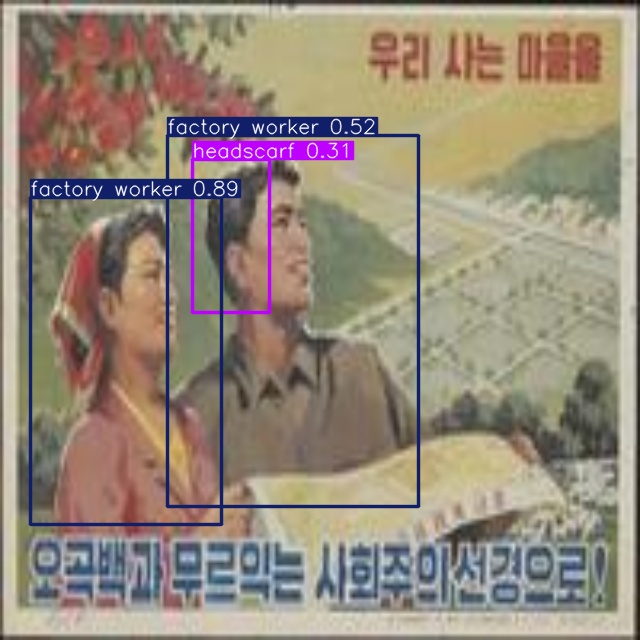 우리 사는 마을을
factory worker 0.52
headscarf 0.31
factory worker 0.89
오곡백과 무르익는 사회주의선경으로!